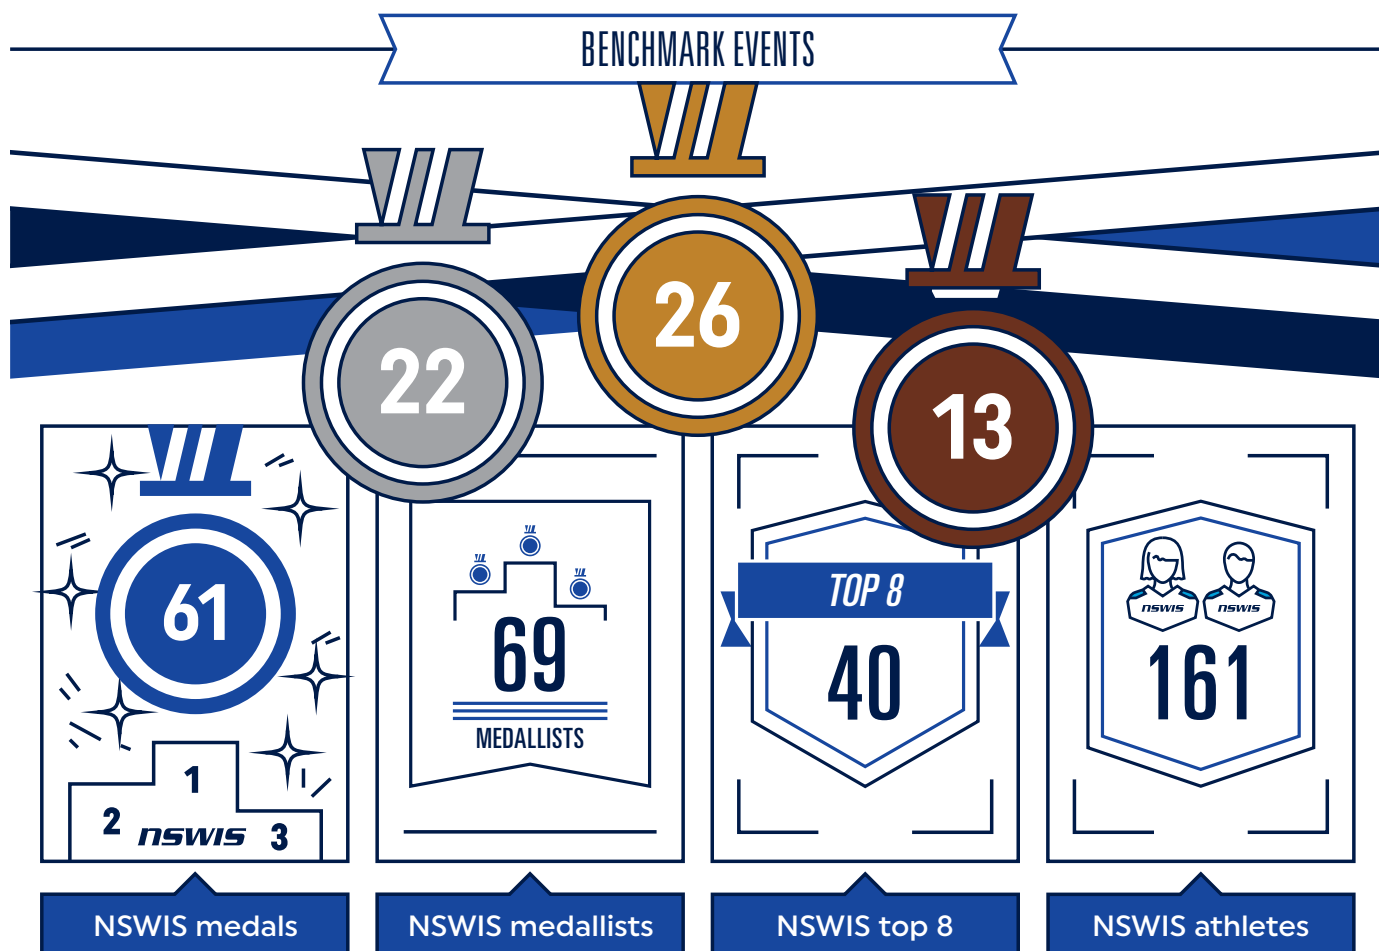 BENCHMARK EVENTS
26
22
13
61
1
2
nswis
3
NSWIS medals
69
MEDALLISTS
NSWIS medallists
TOP 8
40
NSWIS top 8
nswis
nswis
161
NSWIS athletes